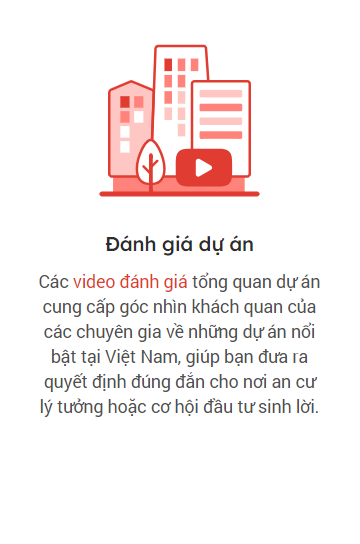 Đánh giá dự án
Các video đánh giá tổng quan dự án
cung cấp góc nhìn khách quan của
các chuyên gia về những dự án nổi
bật tại Việt Nam, giúp bạn đưa ra
quyết định đúng đắn cho nơi an cư
lý tưởng hoặc cơ hội đầu tư sinh lời.